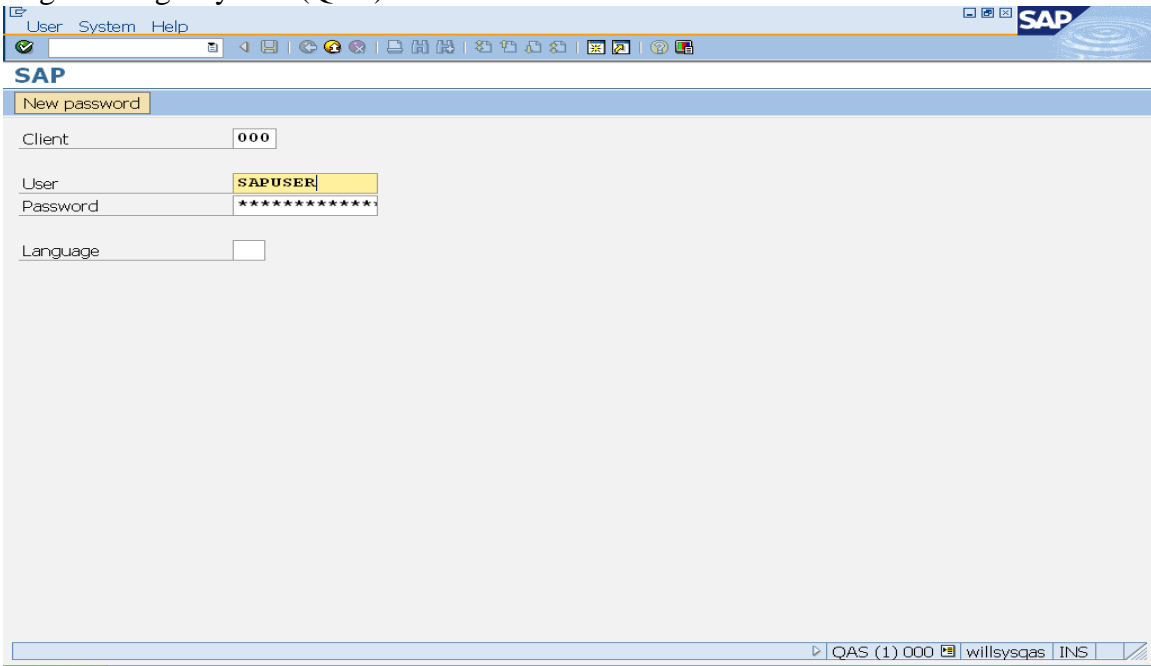 User System Help
SAP
SAP
New password
Client 000
User SAPUSER
Password ************
Language
QAS (1) 000 willsysqas INS